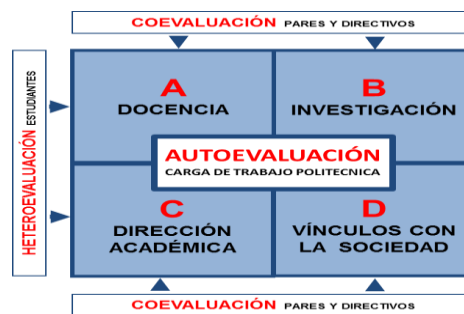 COEVALUACIÓN PARES Y DIRECTIVOS
HETEROEVALUACIÓN ESTUDIANTES
A
DOCENCIA
B
INVESTIGACIÓN
AUTOEVALUACIÓN
CARGA DE TRABAJO POLITECNICA
C
DIRECCIÓN
ACADÉMICA
D
VÍNCULOS CON
LA SOCIEDAD
COEVALUACIÓN PARES Y DIRECTIVOS